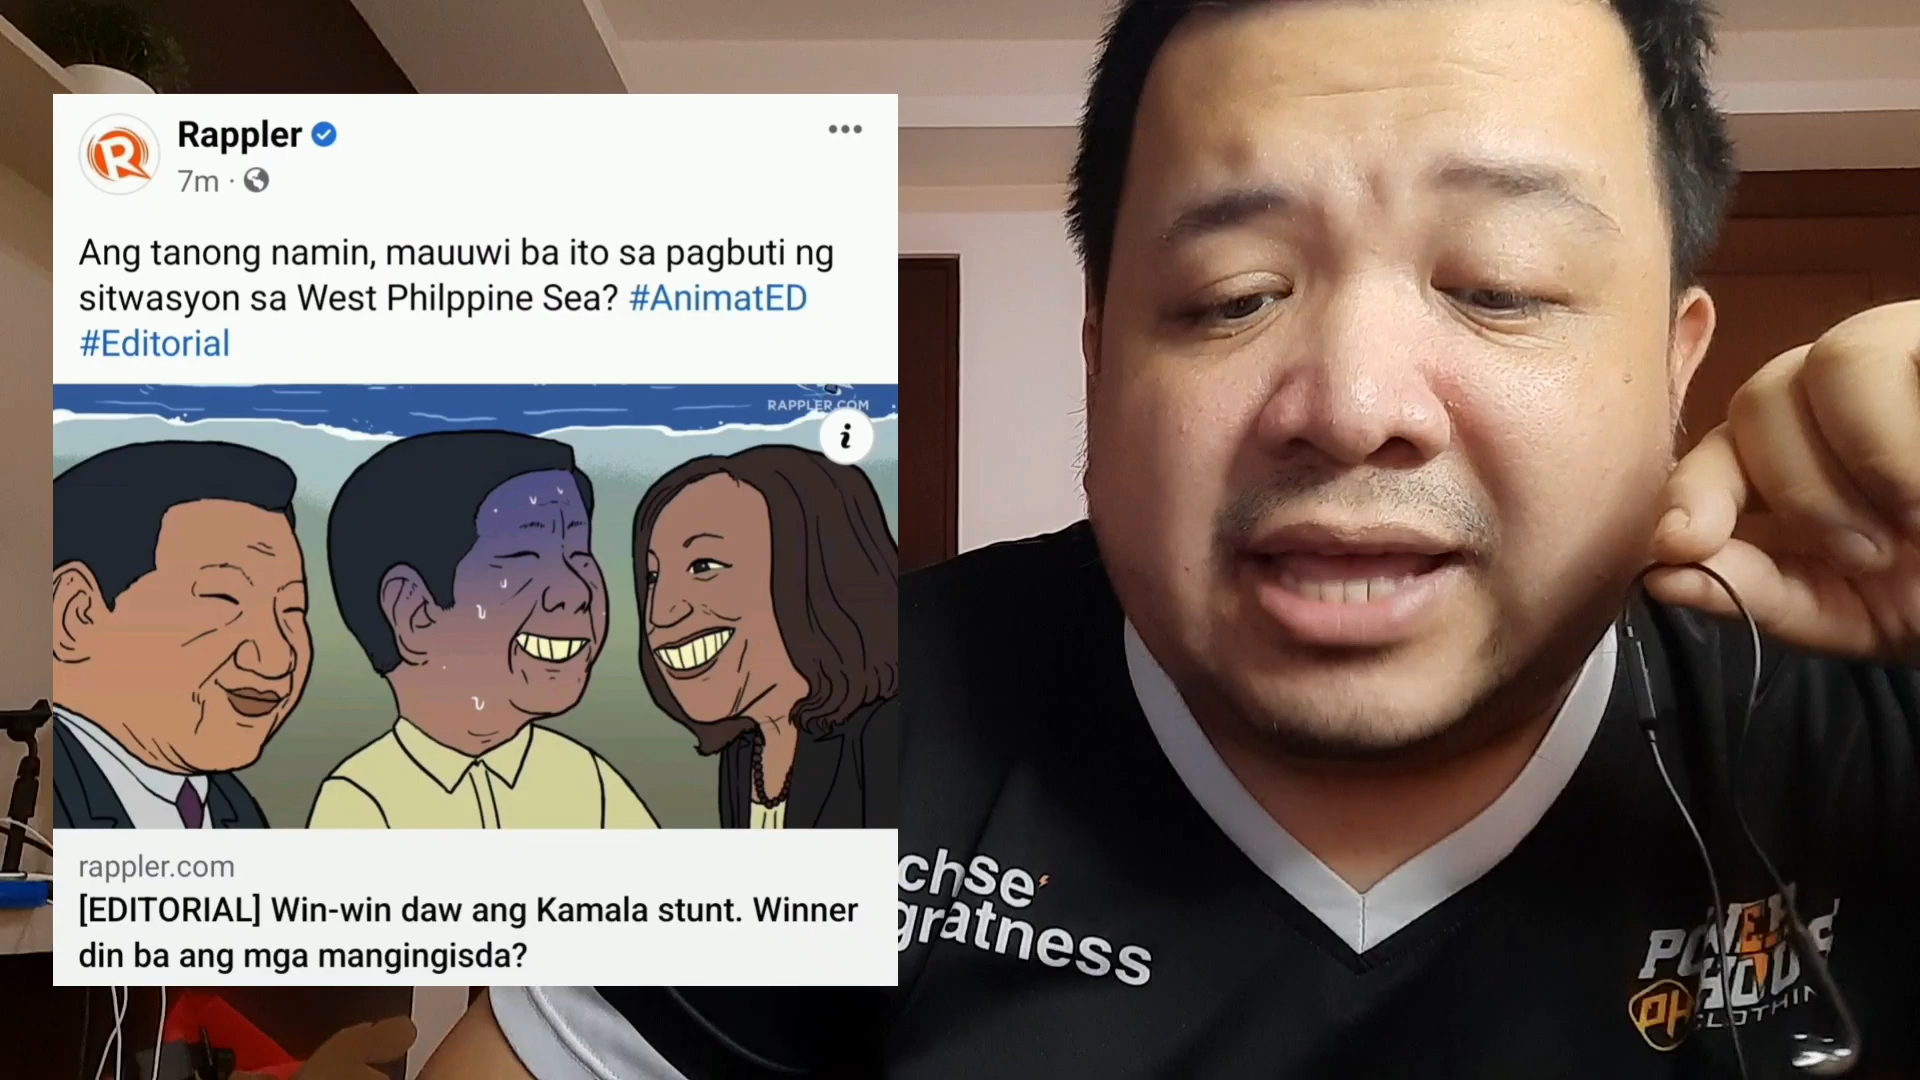 Rappler
7m ·
Ang tanong namin, mauuwi ba ito sa pagbuti ng
sitwasyon sa West Philppine Sea? #AnimatED
#Editorial
RAPPLER.COM
rappler.com
[EDITORIAL] Win-win daw ang Kamala stunt. Winner
din ba ang mga mangingisda?
chse
gratness
PH